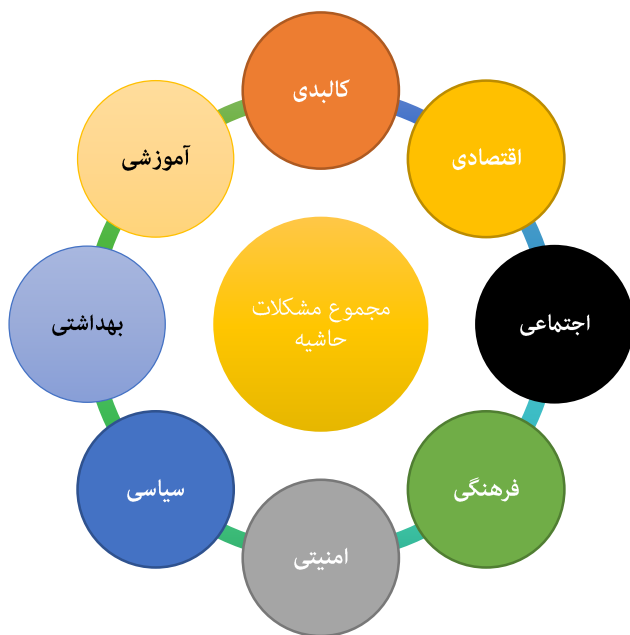 کالبدی
اقتصادی
اجتماعی
فرهنگی
امنیتی
سیاسی
بهداشتی
آموزشی
مجموع مشکلات
حاشیه